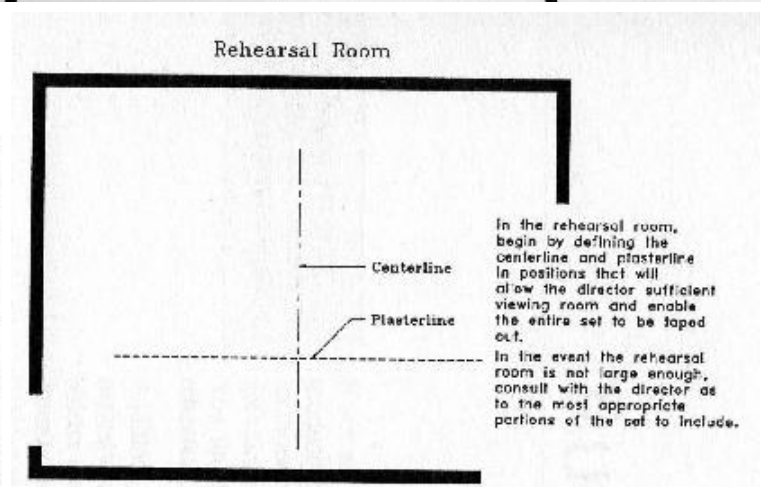 Rehearsal Room
Centerline
Plasterline
In the rehearsal room,
begin by defining the
centerline and plasterline
in positions that will
allow the director sufficient
viewing room and enable
the entire set to be taped
out.
In the event the rehearsal
room is not large enough,
consult with the director as
to the most appropriate
portions of the set to include.